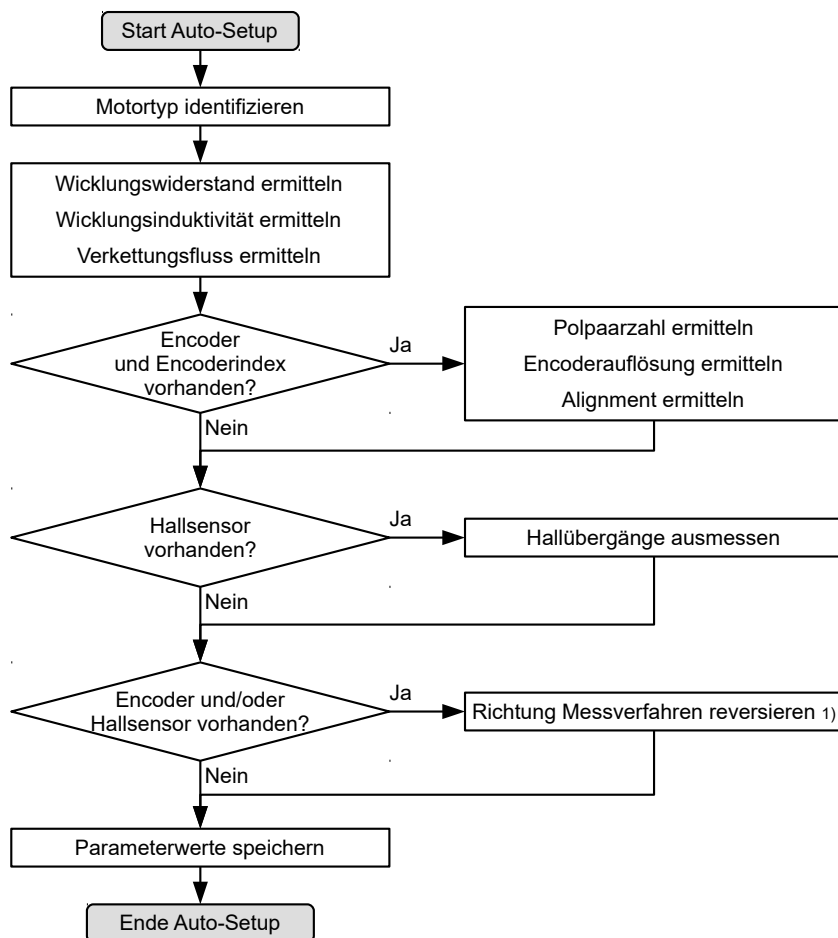 Start Auto-Setup
Motortyp identifizieren
Wicklungswiderstand ermitteln
Wicklungsinduktivität ermitteln
Verkettungsfluss ermitteln
Encoder
und Encoderindex
vorhanden?
Ja
Polpaarzahl ermitteln
Encoderauflösung ermitteln
Alignment ermitteln
Nein
Hallsensor
vorhanden?
Ja
Hallübergänge ausmessen
Nein
Encoder und/oder
Hallsensor vorhanden?
Ja
Richtung Messverfahren reversieren 1)
Nein
Parameterwerte speichern
Ende Auto-Setup